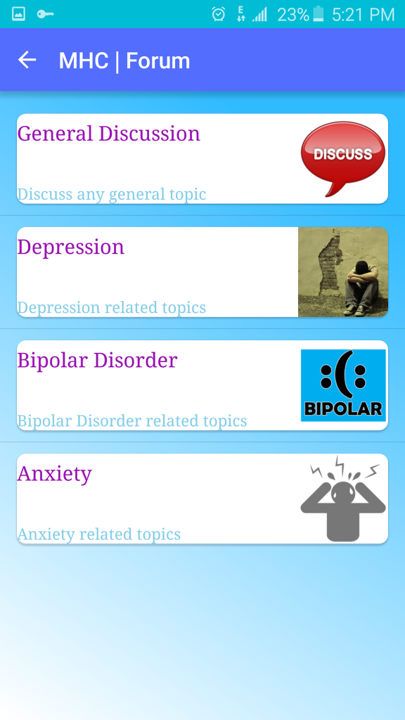 E 23% 5:21 PM
MHC | Forum
General Discussion
DISCUSS
Discuss any general topic
Depression
Depression related topics
Bipolar Disorder
:(:
BIPOLAR
Bipolar Disorder related topics
Anxiety
Anxiety related topics